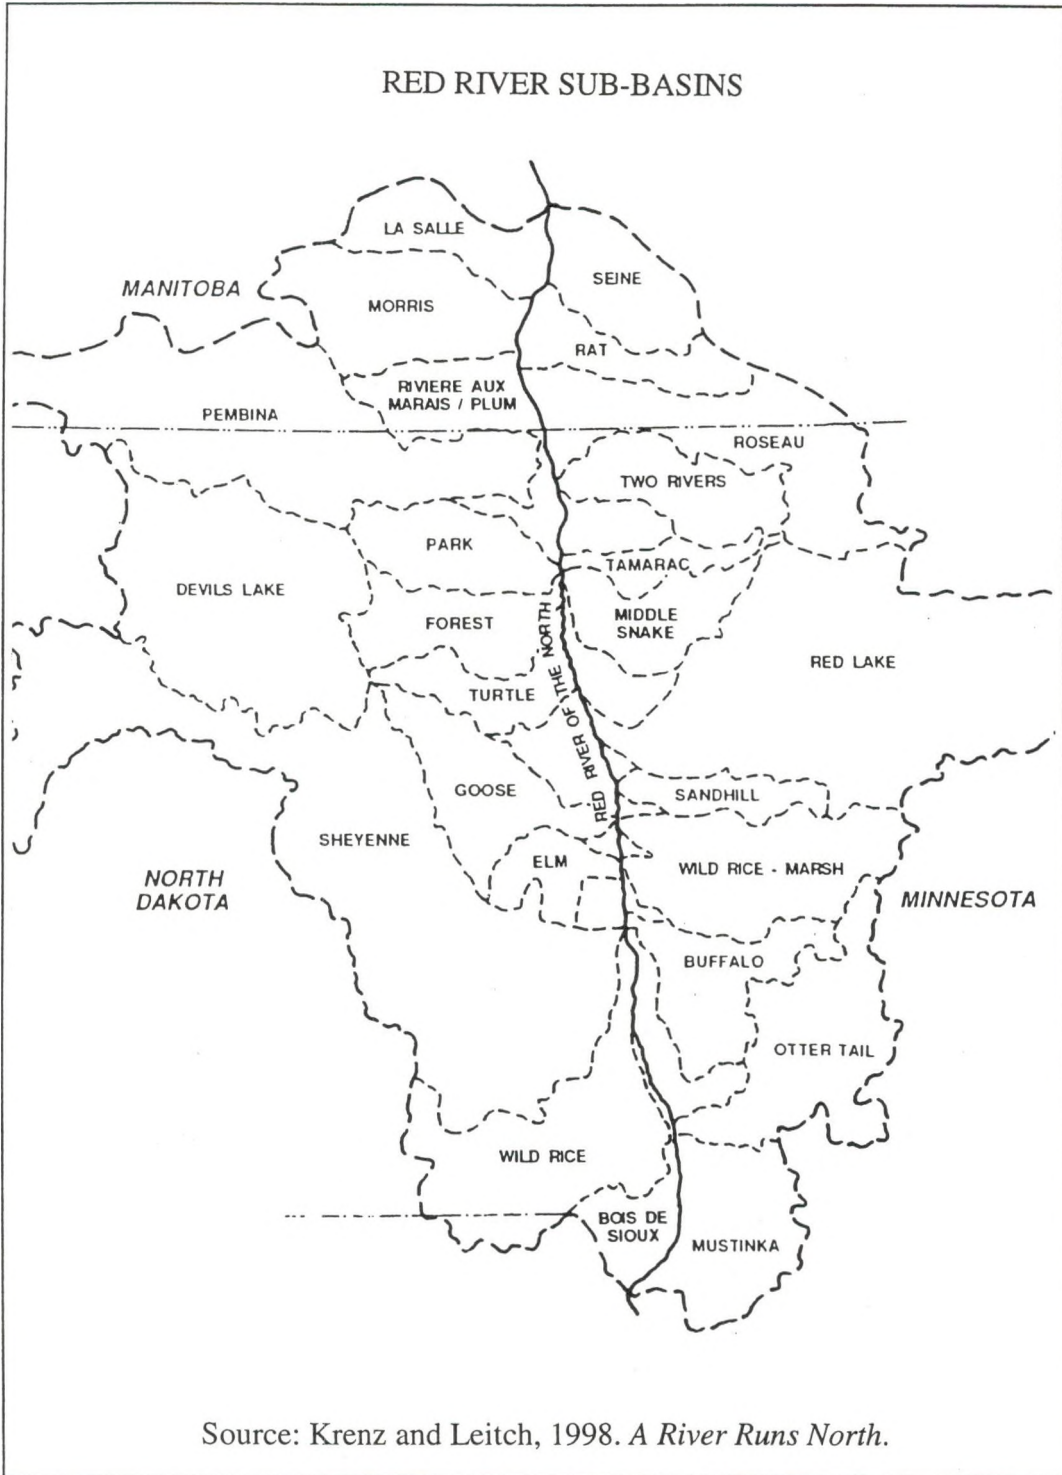 RED RIVER SUB-BASINS
LA SALLE
SEINE
MANITOBA
MORRIS
RAT
RIVIERE AUX
MARAIS / PLUM
PEMBINA
ROSEAU
TWO RIVERS
PARK
TAMARAC
DEVILS LAKE
FOREST
MIDDLE
SNAKE
RED LAKE
TURTLE
RED RIVER OF THE NORTH
GOOSE
SANDHILL
SHEYENNE
ELM
WILD RICE - MARSH
NORTH
DAKOTA
MINNESOTA
BUFFALO
OTTER TAIL
WILD RICE
BOIS DE
SIOUX
MUSTINKA
Source: Krenz and Leitch, 1998. A River Runs North.